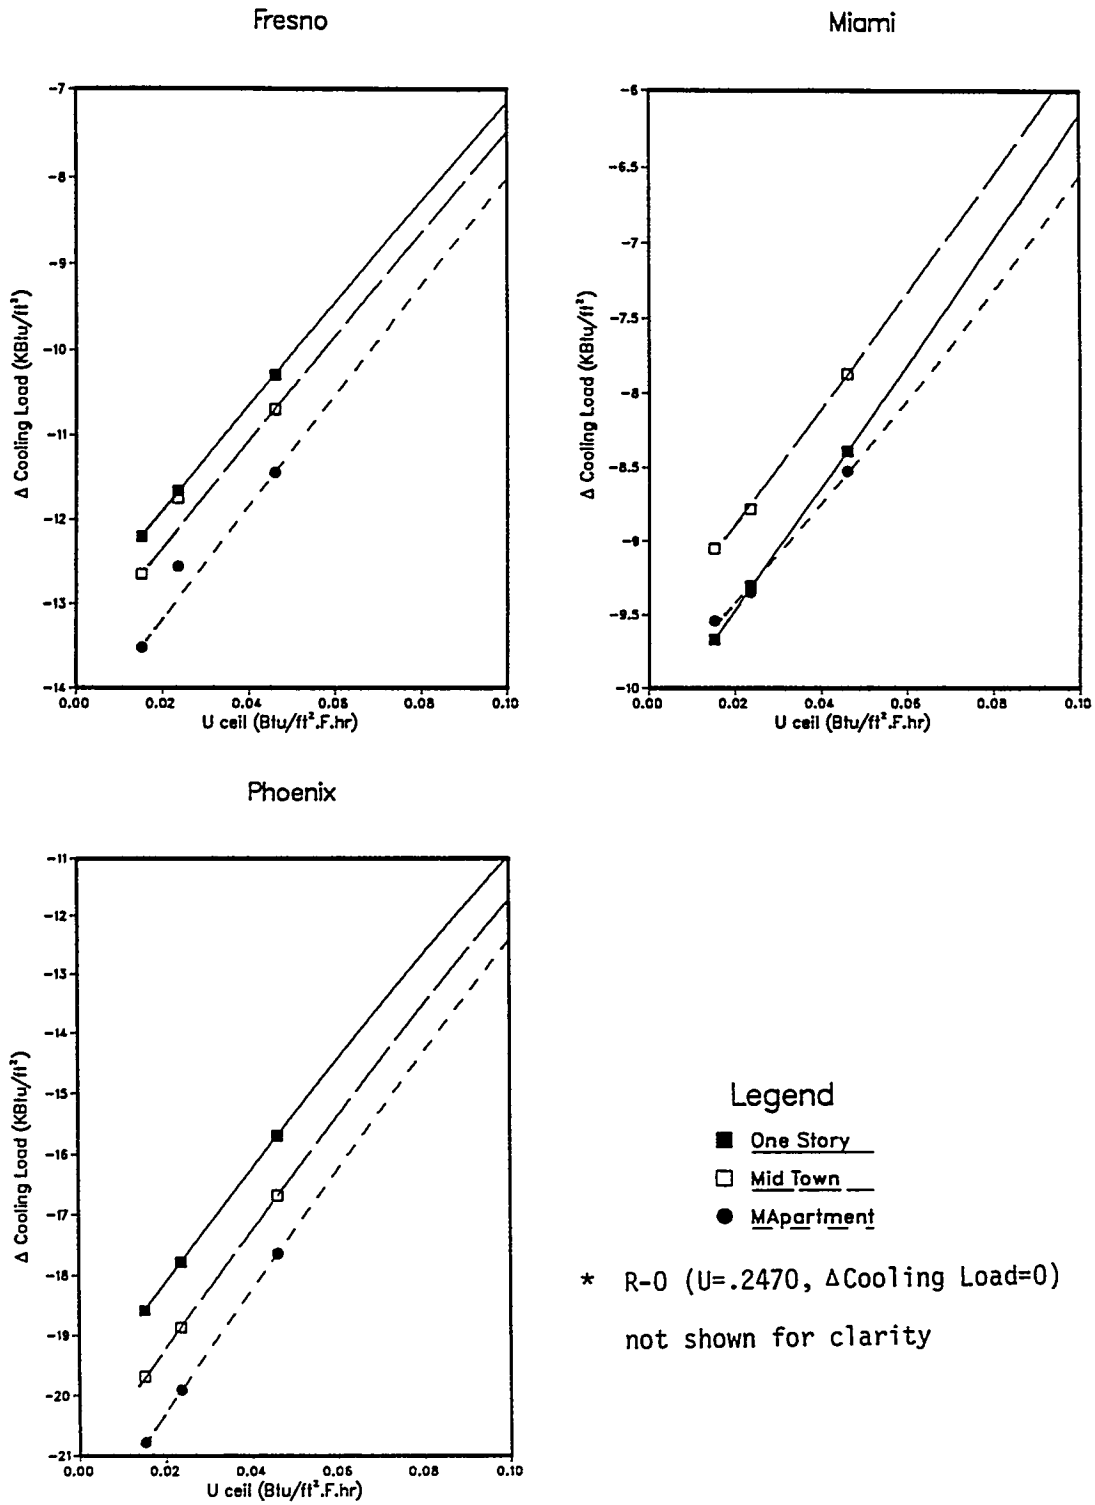 Fresno
-7
-8
-9
-10
-11
-12
-13
-14
Δ Cooling Load (KBtu/ft²)
0.00 0.02 0.04 0.06 0.08 0.10
U ceil (Btu/ft².F.hr)
Miami
-6
-6.5
-7
-7.5
-8
-8.5
-9
-9.5
-10
Δ Cooling Load (KBtu/ft²)
0.00 0.02 0.04 0.06 0.08 0.10
U ceil (Btu/ft².F.hr)
Phoenix
-11
-12
-13
-14
-15
-16
-17
-18
-19
-20
-21
Δ Cooling Load (KBtu/ft²)
0.00 0.02 0.04 0.06 0.08 0.10
U ceil (Btu/ft².F.hr)
Legend
One Story
Mid Town
MApartment
* R-0 (U=.2470, ΔCooling Load=0)
not shown for clarity